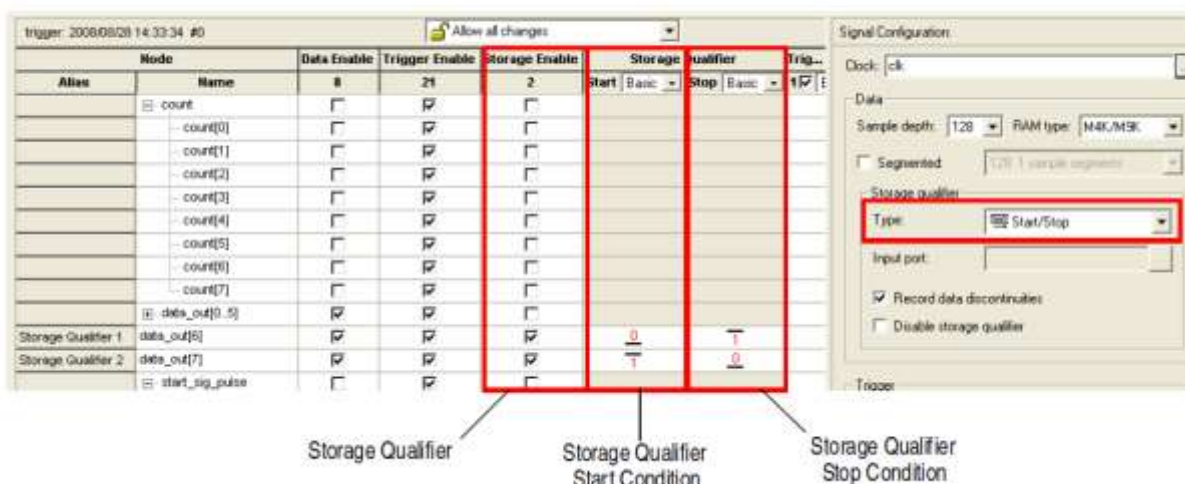 trigger: 2008/08/28 14:33:34 #0
Allow all changes
Node Data Enable Trigger Enable Storage Enable Storage Qualifier Trig...
Alias Name 8 21 2 Start Basic Stop Basic 1
count
count[0]
count[1]
count[2]
count[3]
count[4]
count[5]
count[6]
count[7]
data_out[0..5]
Storage Qualifier 1 data_out[6] 0 1
Storage Qualifier 2 data_out[7] 1 0
start_sig_pulse
Signal Configuration:
Clock: clk
Data
Sample depth: 128 RAM type: M4K/M9K
Segmented 128 1 sample segments
Storage qualifier
Type: Start/Stop
Input port:
Record data discontinuities
Disable storage qualifier
Trigger
Storage Qualifier
Storage Qualifier
Start Condition
Storage Qualifier
Stop Condition